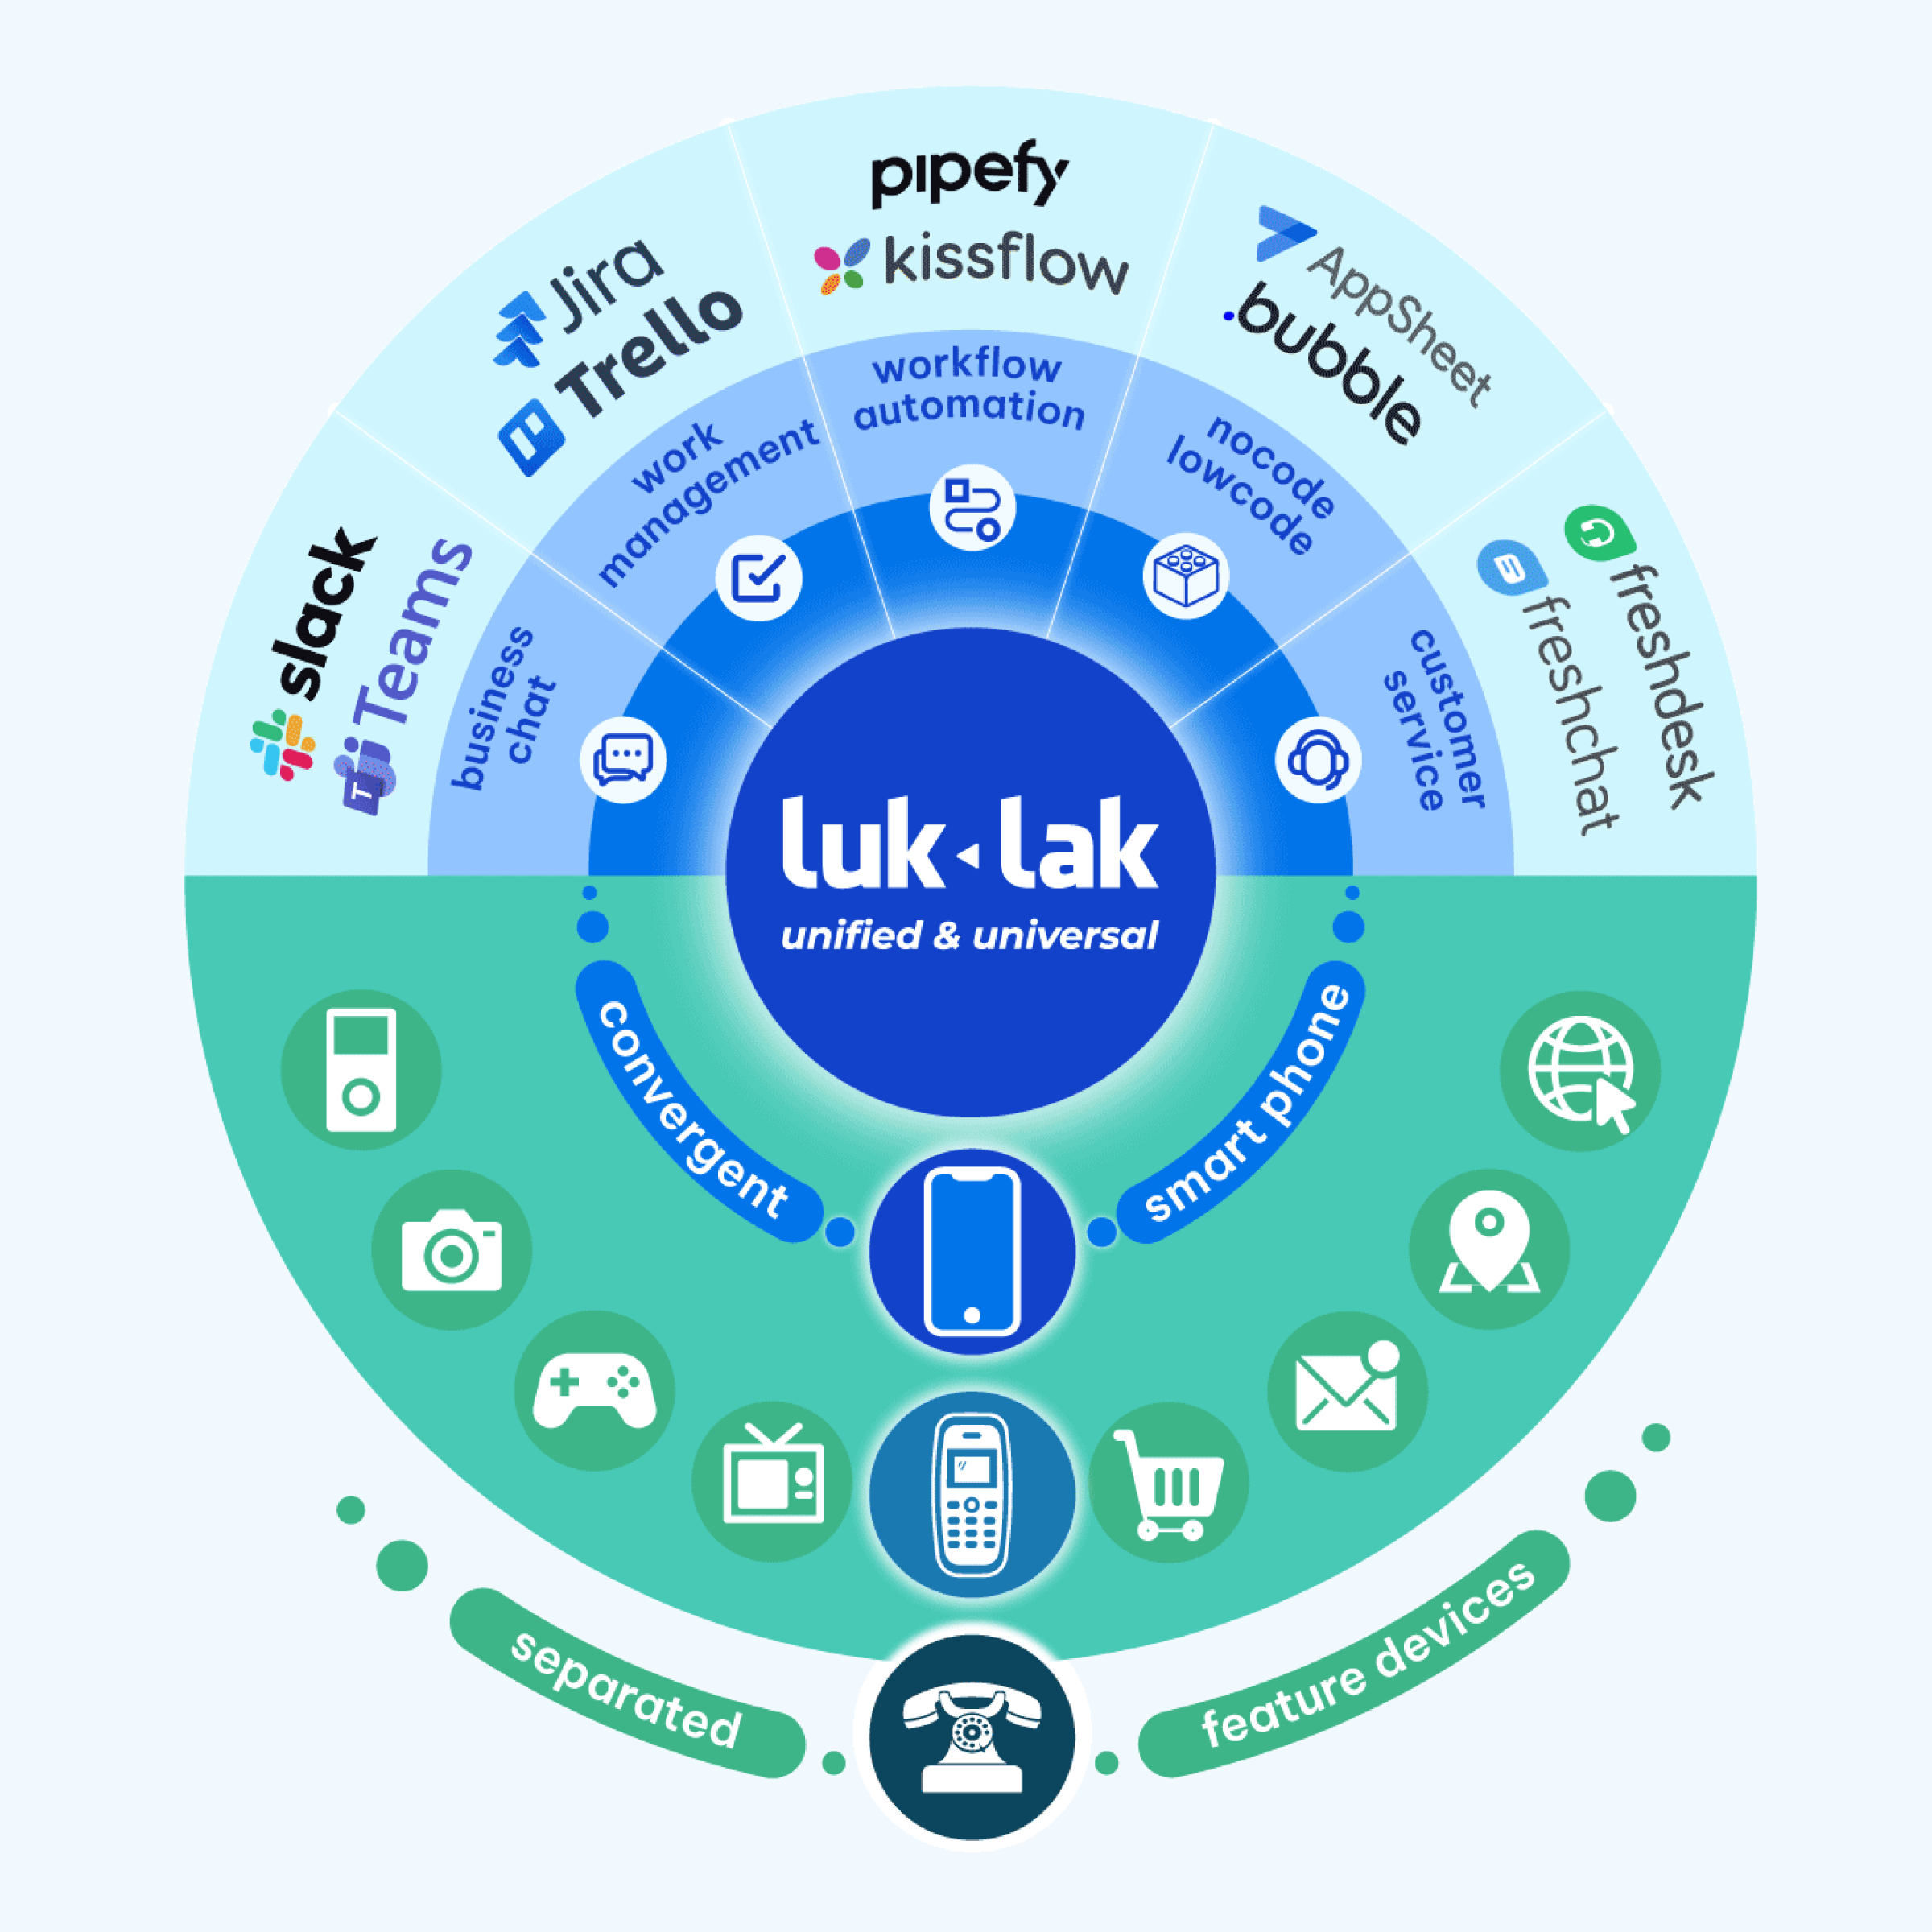 pipefy
kissflow
Jira
Trello
AppSheet
.bubble
slack
Teams
freshdesk
freshchat
workflow
automation
work
management
nocode
lowcode
business
chat
customer
service
luk lak
unified & universal
convergent
smart phone
separated
feature devices